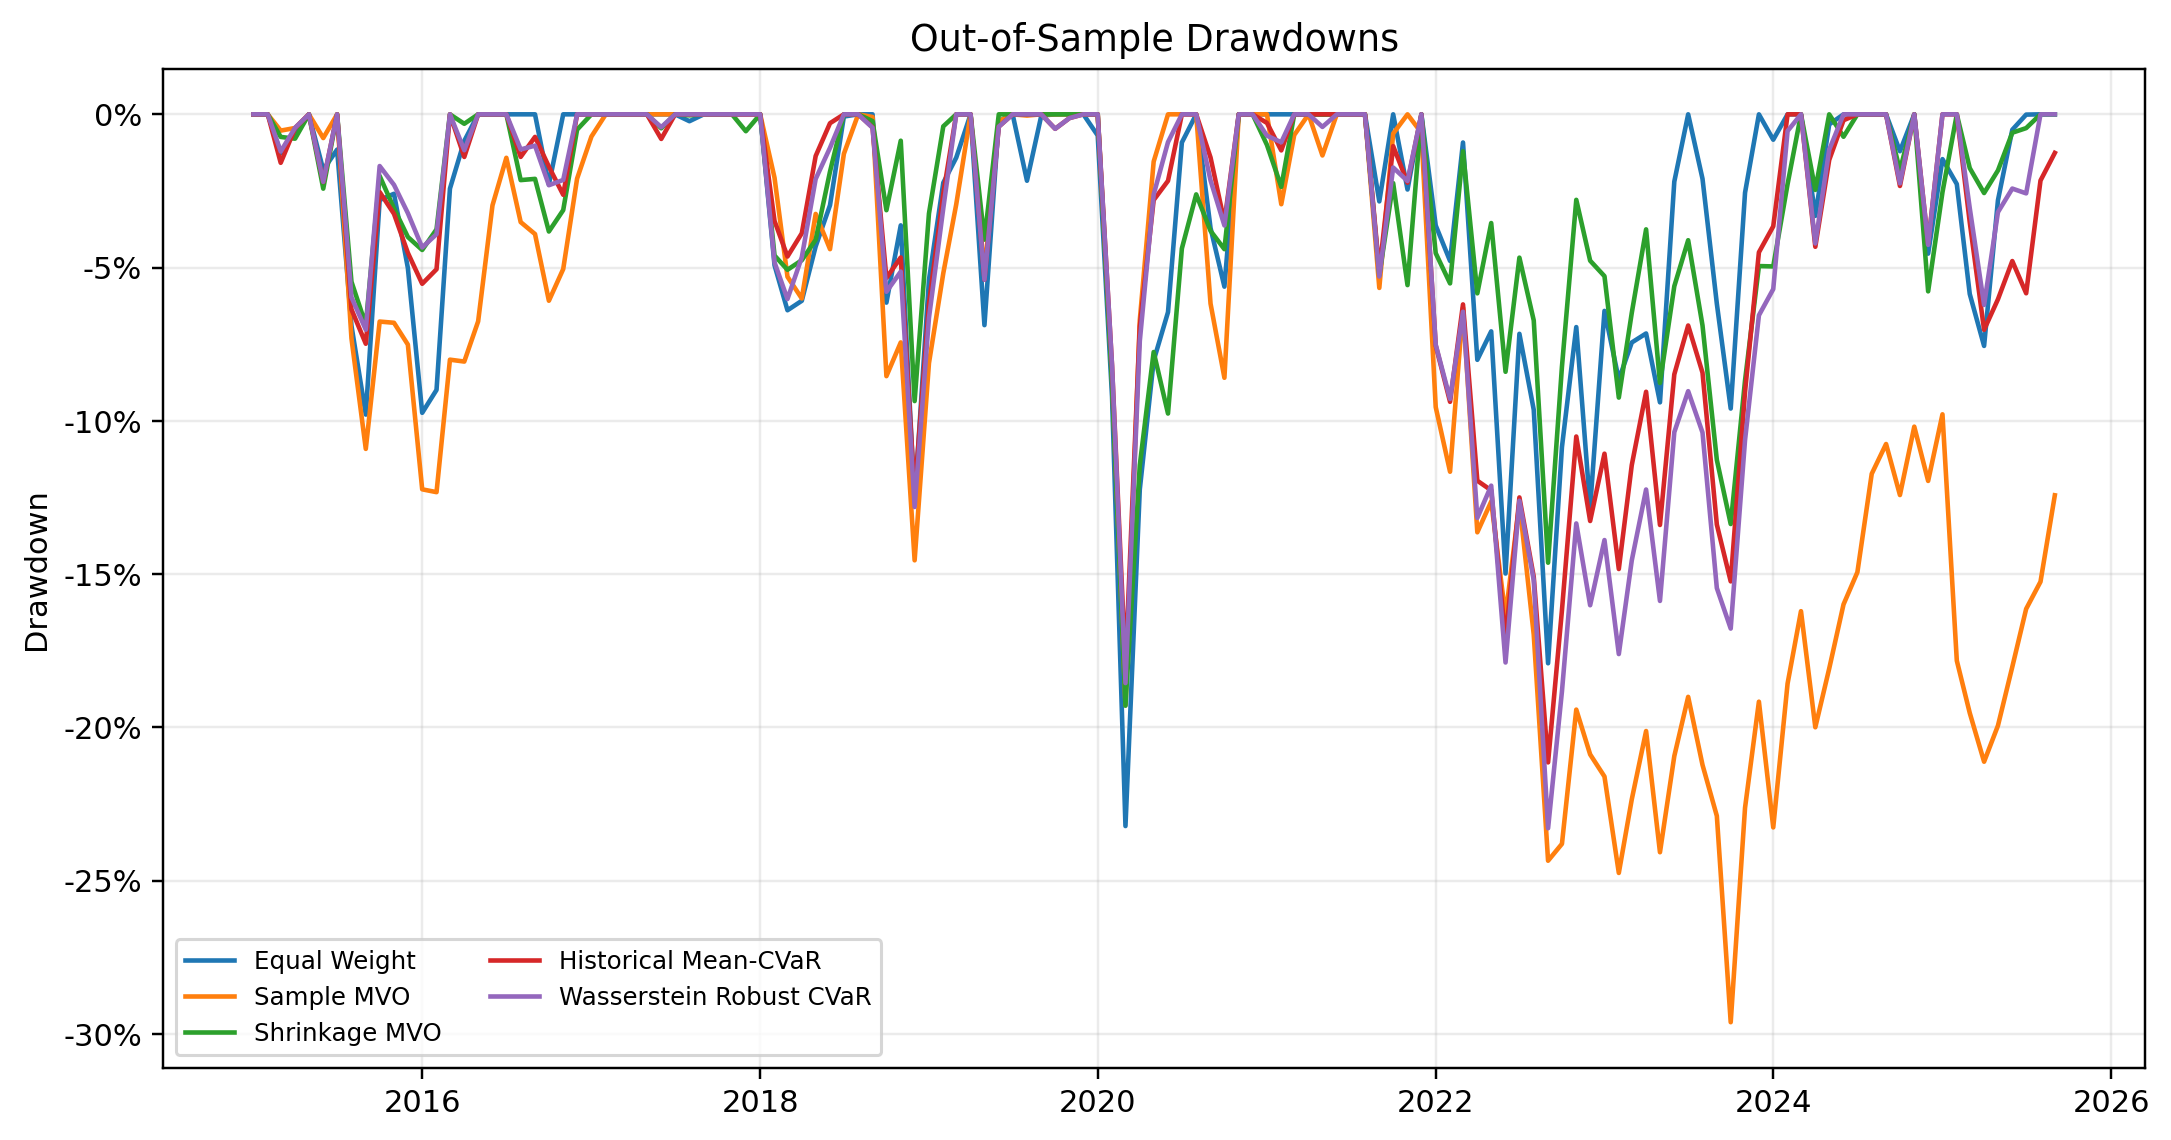 Out-of-Sample Drawdowns
Drawdown
0%
-5%
-10%
-15%
-20%
-25%
-30%
Equal Weight
Sample MVO
Shrinkage MVO
Historical Mean-CVaR
Wasserstein Robust CVaR
2016
2018
2020
2022
2024
2026